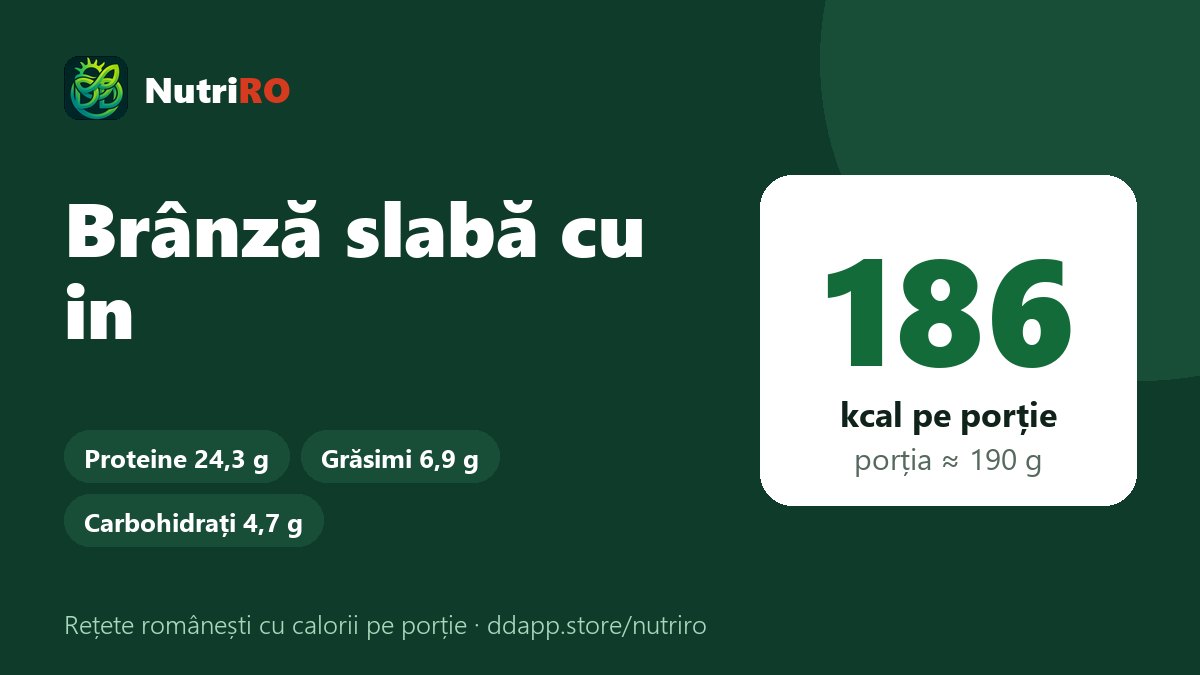 NutriRO
Brânză slabă cu
in
Proteine 24,3 g
Grăsimi 6,9 g
Carbohidrați 4,7 g
186
kcal pe porție
porția ≈ 190 g
Rețete românești cu calorii pe porție · ddapp.store/nutriro